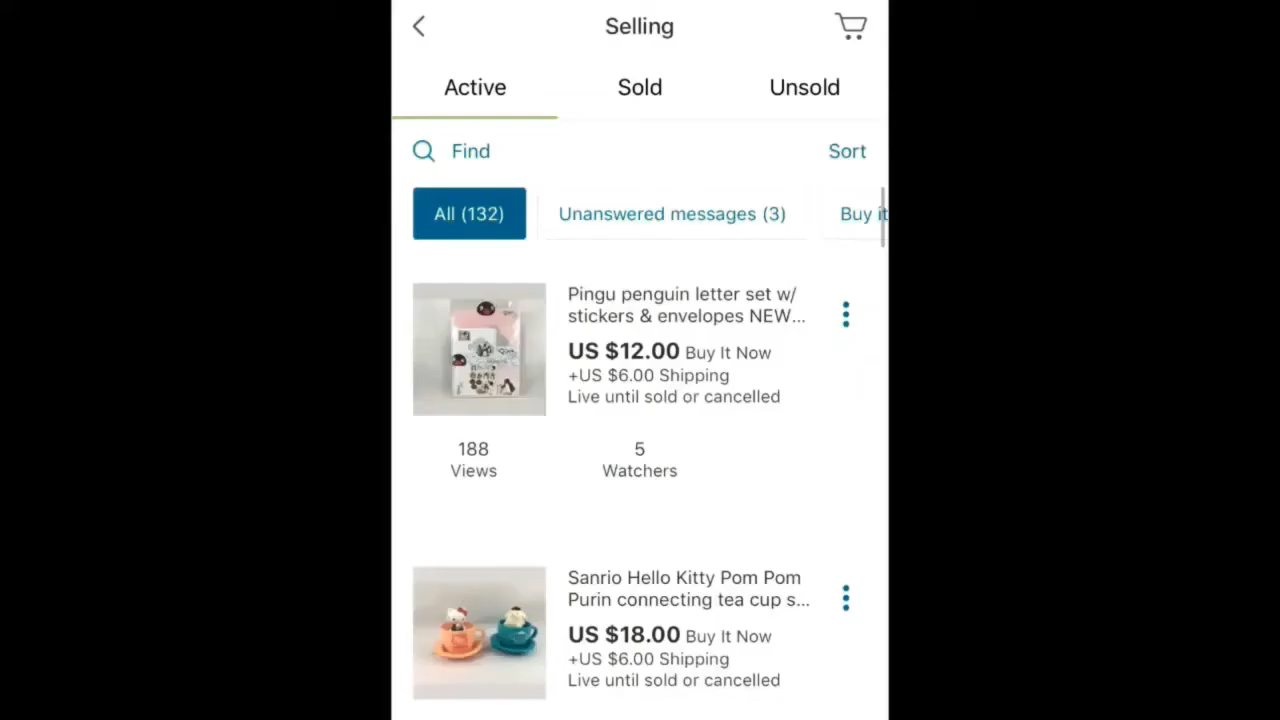 Selling
Active
Sold
Unsold
Find
Sort
All (132)
Unanswered messages (3)
Buy it
Pingu penguin letter set w/
stickers & envelopes NEW...
US $12.00 Buy It Now
+US $6.00 Shipping
Live until sold or cancelled
188
5
Views
Watchers
Sanrio Hello Kitty Pom Pom
Purin connecting tea cup s...
US $18.00 Buy It Now
+US $6.00 Shipping
Live until sold or cancelled